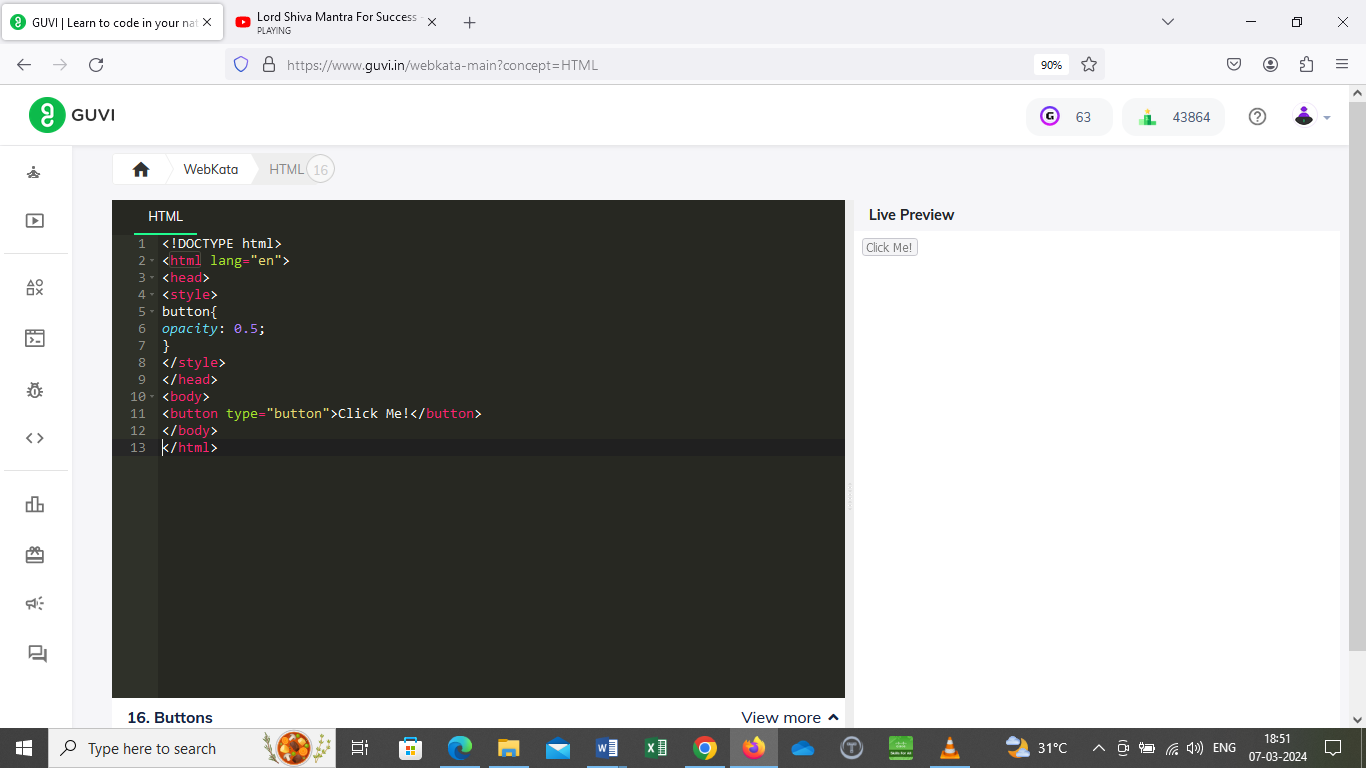 GUVI | Learn to code in your nat
Lord Shiva Mantra For Success -
PLAYING
https://www.guvi.in/webkata-main?concept=HTML
90%
GUVI
63
43864
WebKata
HTML
16
HTML
Live Preview
1 <!DOCTYPE html>
2 <html lang="en">
3 <head>
4 <style>
5 button{
6 opacity: 0.5;
7 }
8 </style>
9 </head>
10 <body>
11 <button type="button">Click Me!</button>
12 </body>
13 </html>
Click Me!
16. Buttons
View more
Type here to search
31°C
ENG
18:51
07-03-2024